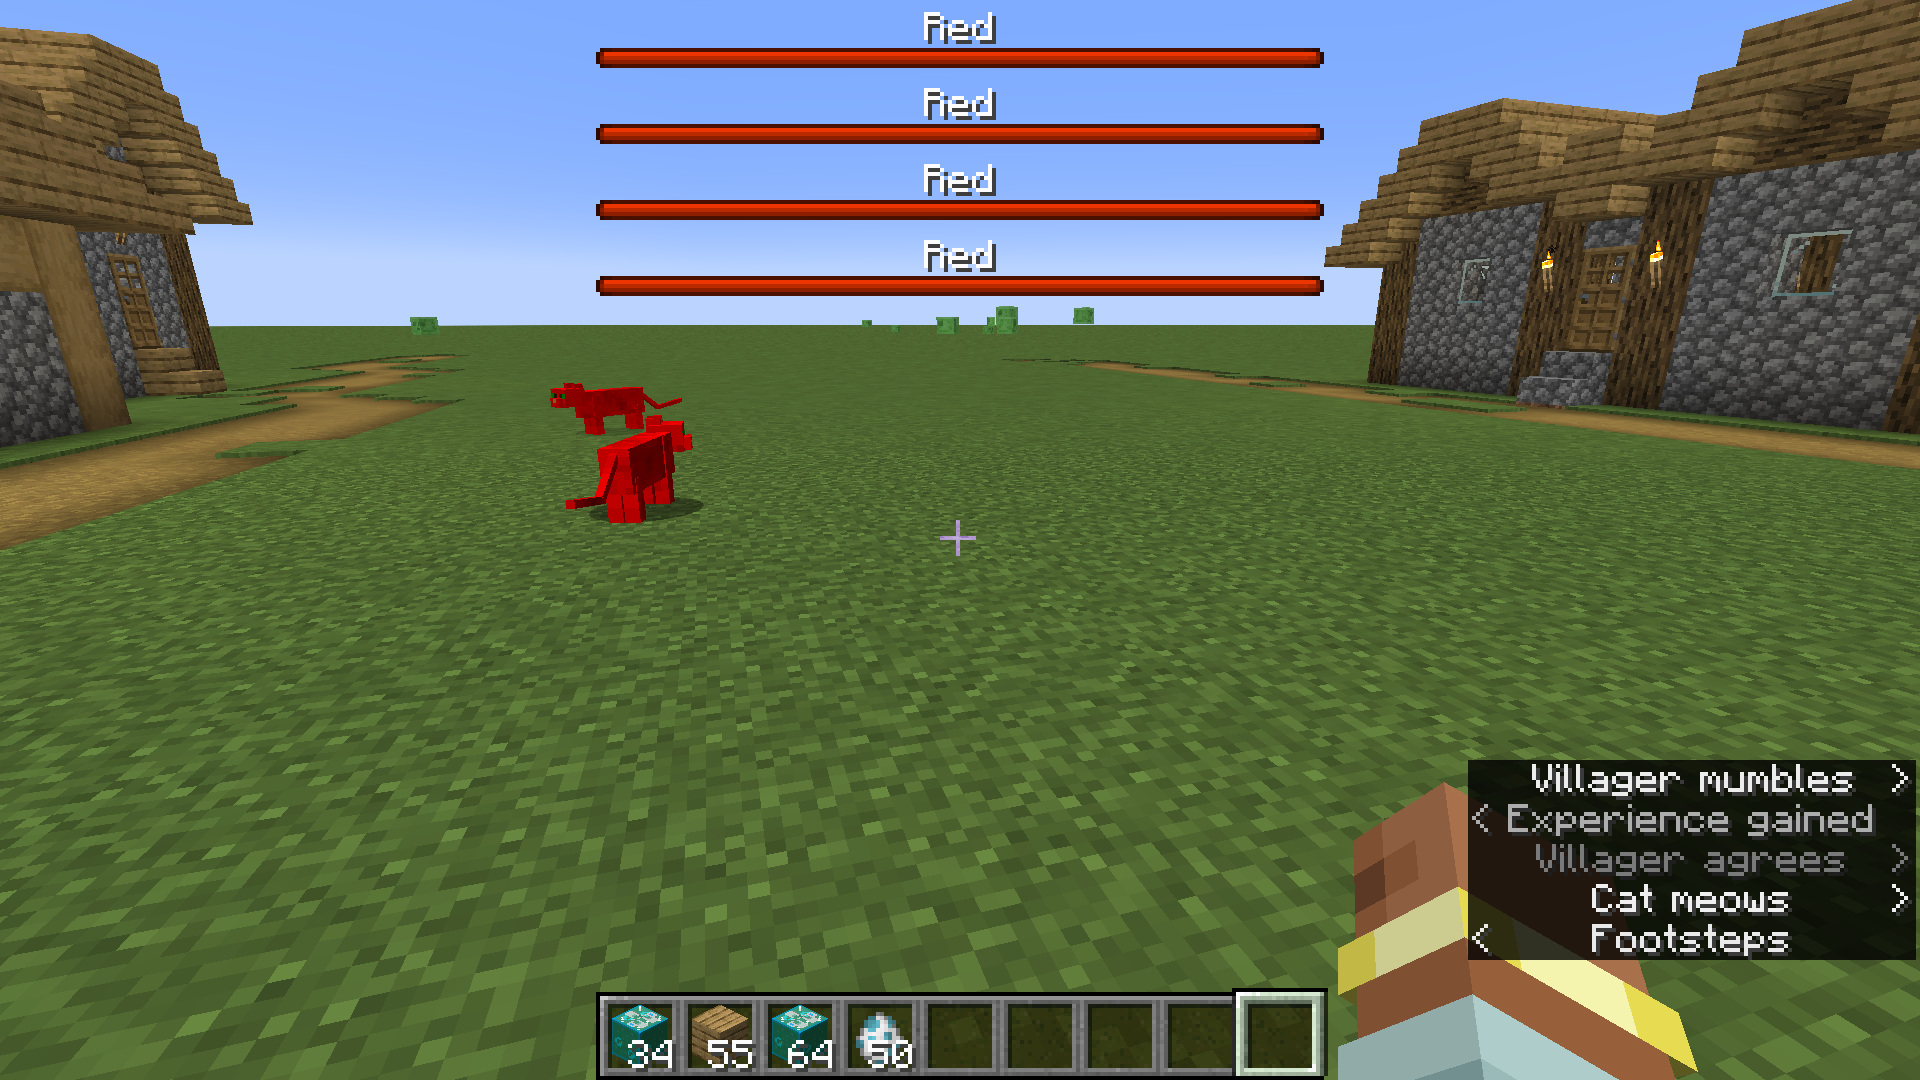 Red
Red
Red
Red
Villager mumbles >
< Experience gained
Villager agrees >
Cat meows >
< Footsteps
34 55 64 50